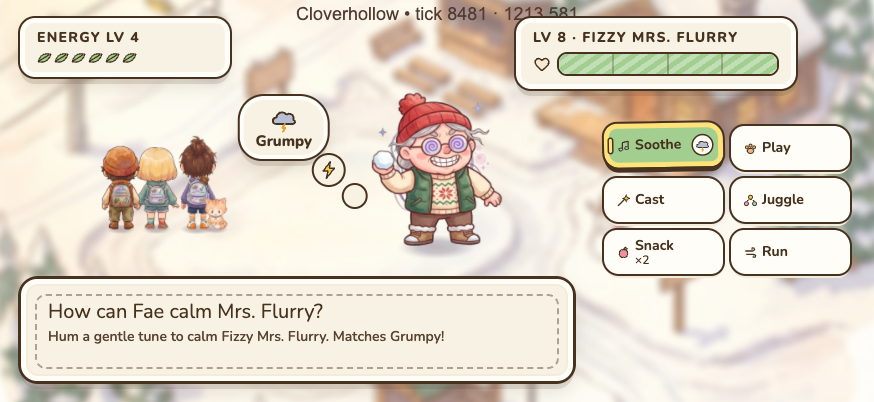 Cloverhollow • tick 8481 - 1213,581
ENERGY LV 4
LV 8 · FIZZY MRS. FLURRY
Grumpy
Soothe
Play
Cast
Juggle
Snack
×2
Run
How can Fae calm Mrs. Flurry?
Hum a gentle tune to calm Fizzy Mrs. Flurry. Matches Grumpy!